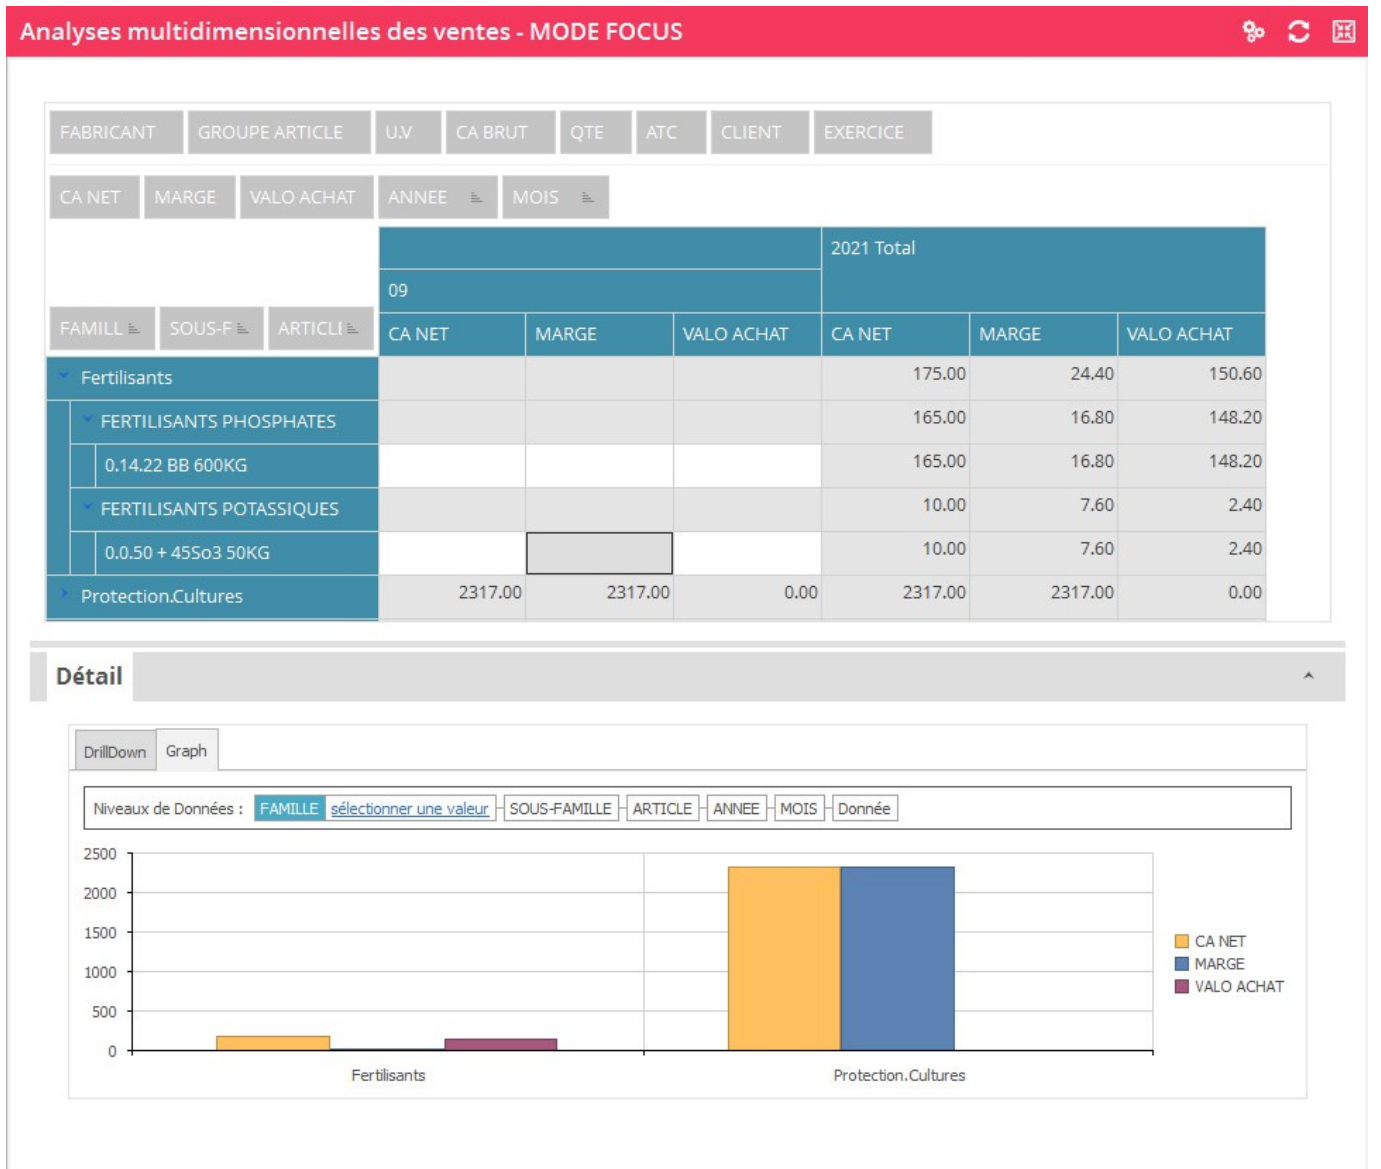 Analyses multidimensionnelles des ventes - MODE FOCUS
FABRICANT GROUPE ARTICLE U.V CA BRUT QTE ATC CLIENT EXERCICE
CA NET MARGE VALO ACHAT ANNEE MOIS
2021 Total
09
FAMILL SOUS-F ARTICLE CA NET MARGE VALO ACHAT CA NET MARGE VALO ACHAT
Fertilisants 175.00 24.40 150.60
FERTILISANTS PHOSPHATES 165.00 16.80 148.20
0.14.22 BB 600KG 165.00 16.80 148.20
FERTILISANTS POTASSIQUES 10.00 7.60 2.40
0.0.50 + 45So3 50KG 10.00 7.60 2.40
Protection.Cultures 2317.00 2317.00 0.00 2317.00 2317.00 0.00
Détail
DrillDown Graph
Niveaux de Données : FAMILLE sélectionner une valeur SOUS-FAMILLE ARTICLE ANNEE MOIS Donnée
2500
2000
1500
1000
500
0
CA NET
MARGE
VALO ACHAT
Fertilisants Protection.Cultures